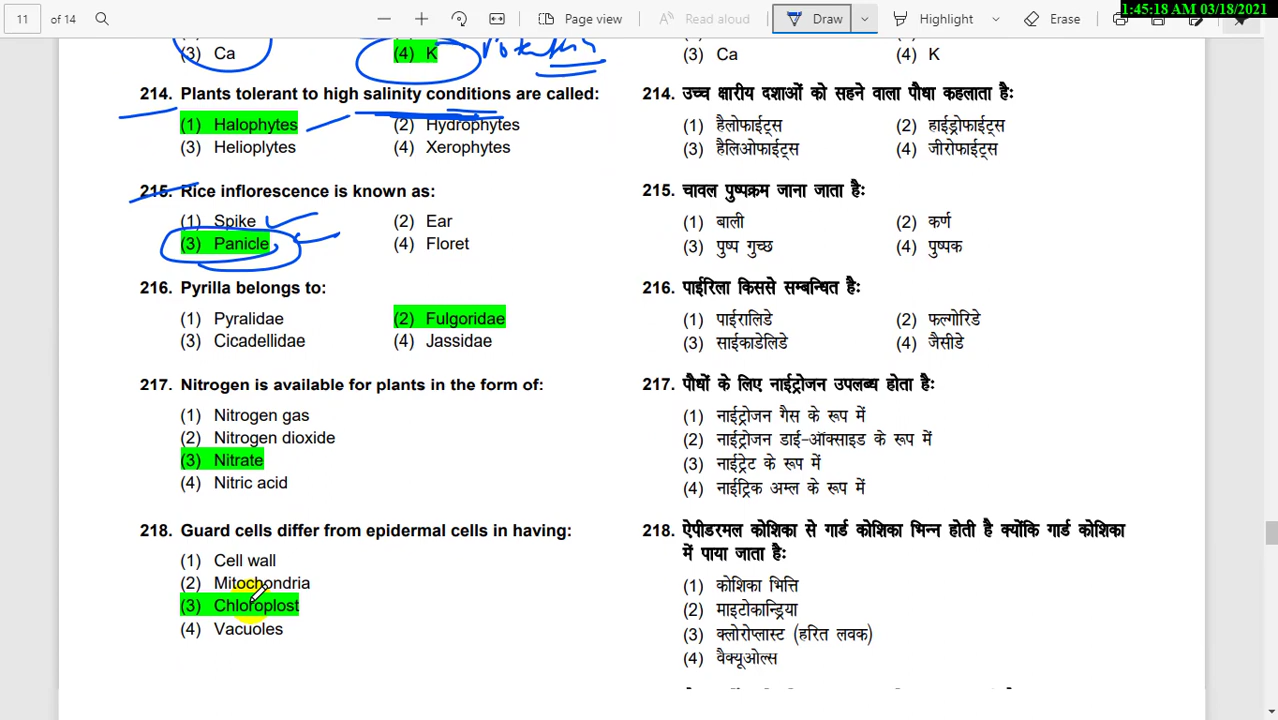 1:45:18 AM 03/18/2021
11 of 14 Page view Read aloud Draw Highlight Erase
(3) Ca (4) K
(3) Ca (4) K
214. Plants tolerant to high salinity conditions are called:
(1) Halophytes (2) Hydrophytes
(3) Helioplytes (4) Xerophytes
215. Rice inflorescence is known as:
(1) Spike (2) Ear
(3) Panicle (4) Floret
216. Pyrilla belongs to:
(1) Pyralidae (2) Fulgoridae
(3) Cicadellidae (4) Jassidae
217. Nitrogen is available for plants in the form of:
(1) Nitrogen gas
(2) Nitrogen dioxide
(3) Nitrate
(4) Nitric acid
218. Guard cells differ from epidermal cells in having:
(1) Cell wall
(2) Mitochondria
(3) Chloroplost
(4) Vacuoles
214. उच्च क्षारीय दशाओं को सहने वाला पौधा कहलाता है:
(1) हैलोफाईट्स (2) हाईड्रोफाईट्स
(3) हैलिओफाईट्स (4) जीरोफाईट्स
215. चावल पुष्पक्रम जाना जाता है:
(1) बाली (2) कर्ण
(3) पुष्प गुच्छ (4) पुष्पक
216. पाईरिला किससे सम्बन्धित है:
(1) पाईरालिडे (2) फल्गोरिडे
(3) साईकाडेलिडे (4) जैसीडे
217. पौधों के लिए नाईट्रोजन उपलब्ध होता है:
(1) नाईट्रोजन गैस के रूप में
(2) नाईट्रोजन डाई-ऑक्साइड के रूप में
(3) नाईट्रेट के रूप में
(4) नाईट्रिक अम्ल के रूप में
218. ऐपीडरमल कोशिका से गार्ड कोशिका भिन्न होती है क्योंकि गार्ड कोशिका
में पाया जाता है:
(1) कोशिका भित्ति
(2) माइटोकान्ड्रिया
(3) क्लोरोप्लास्ट (हरित लवक)
(4) वैक्यूओल्स